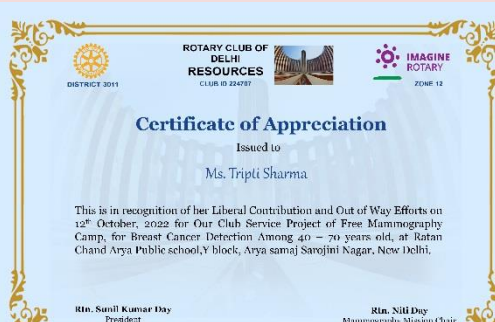 ROTARY CLUB OF
DELHI
RESOURCES
CLUB ID 224787
DISTRICT 3011
IMAGINE
ROTARY
ZONE 12
Certificate of Appreciation
Issued to
Ms. Tripti Sharma
This is in recognition of her Liberal Contribution and Out of Way Efforts on
12th October, 2022 for Our Club Service Project of Free Mammography
Camp, for Breast Cancer Detection Among 40 – 70 years old, at Ratan
Chand Arya Public school,Y block, Arya samaj Sarojini Nagar, New Delhi.
Rtn. Sunil Kumar Day
President
Rtn. Niti Day
Mammography Mission Chair